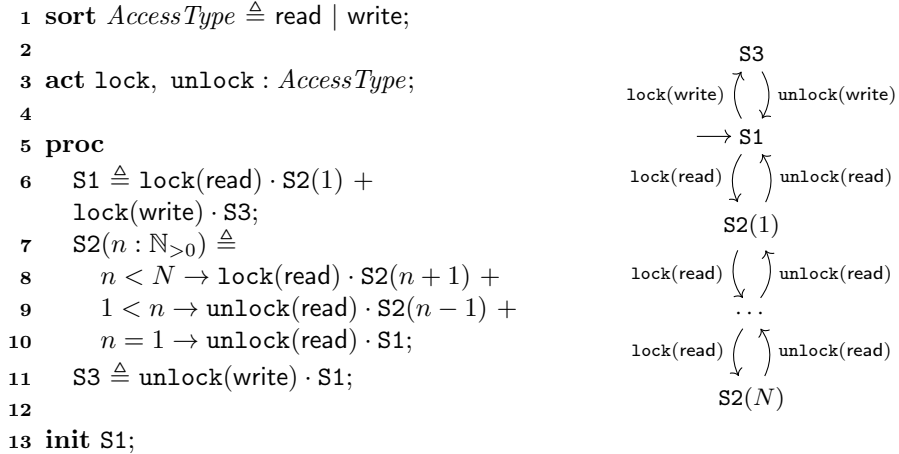 1 sort AccessType ≜ read | write;
2
3 act lock, unlock : AccessType;
4
5 proc
6 S1 ≜ lock(read) · S2(1) +
lock(write) · S3;
7 S2(n : ℕ>0) ≜
8 n < N → lock(read) · S2(n + 1) +
9 1 < n → unlock(read) · S2(n − 1) +
10 n = 1 → unlock(read) · S1;
11 S3 ≜ unlock(write) · S1;
12
13 init S1;
S3
lock(write) unlock(write)
S1
lock(read) unlock(read)
S2(1)
lock(read) unlock(read)
···
lock(read) unlock(read)
S2(N)